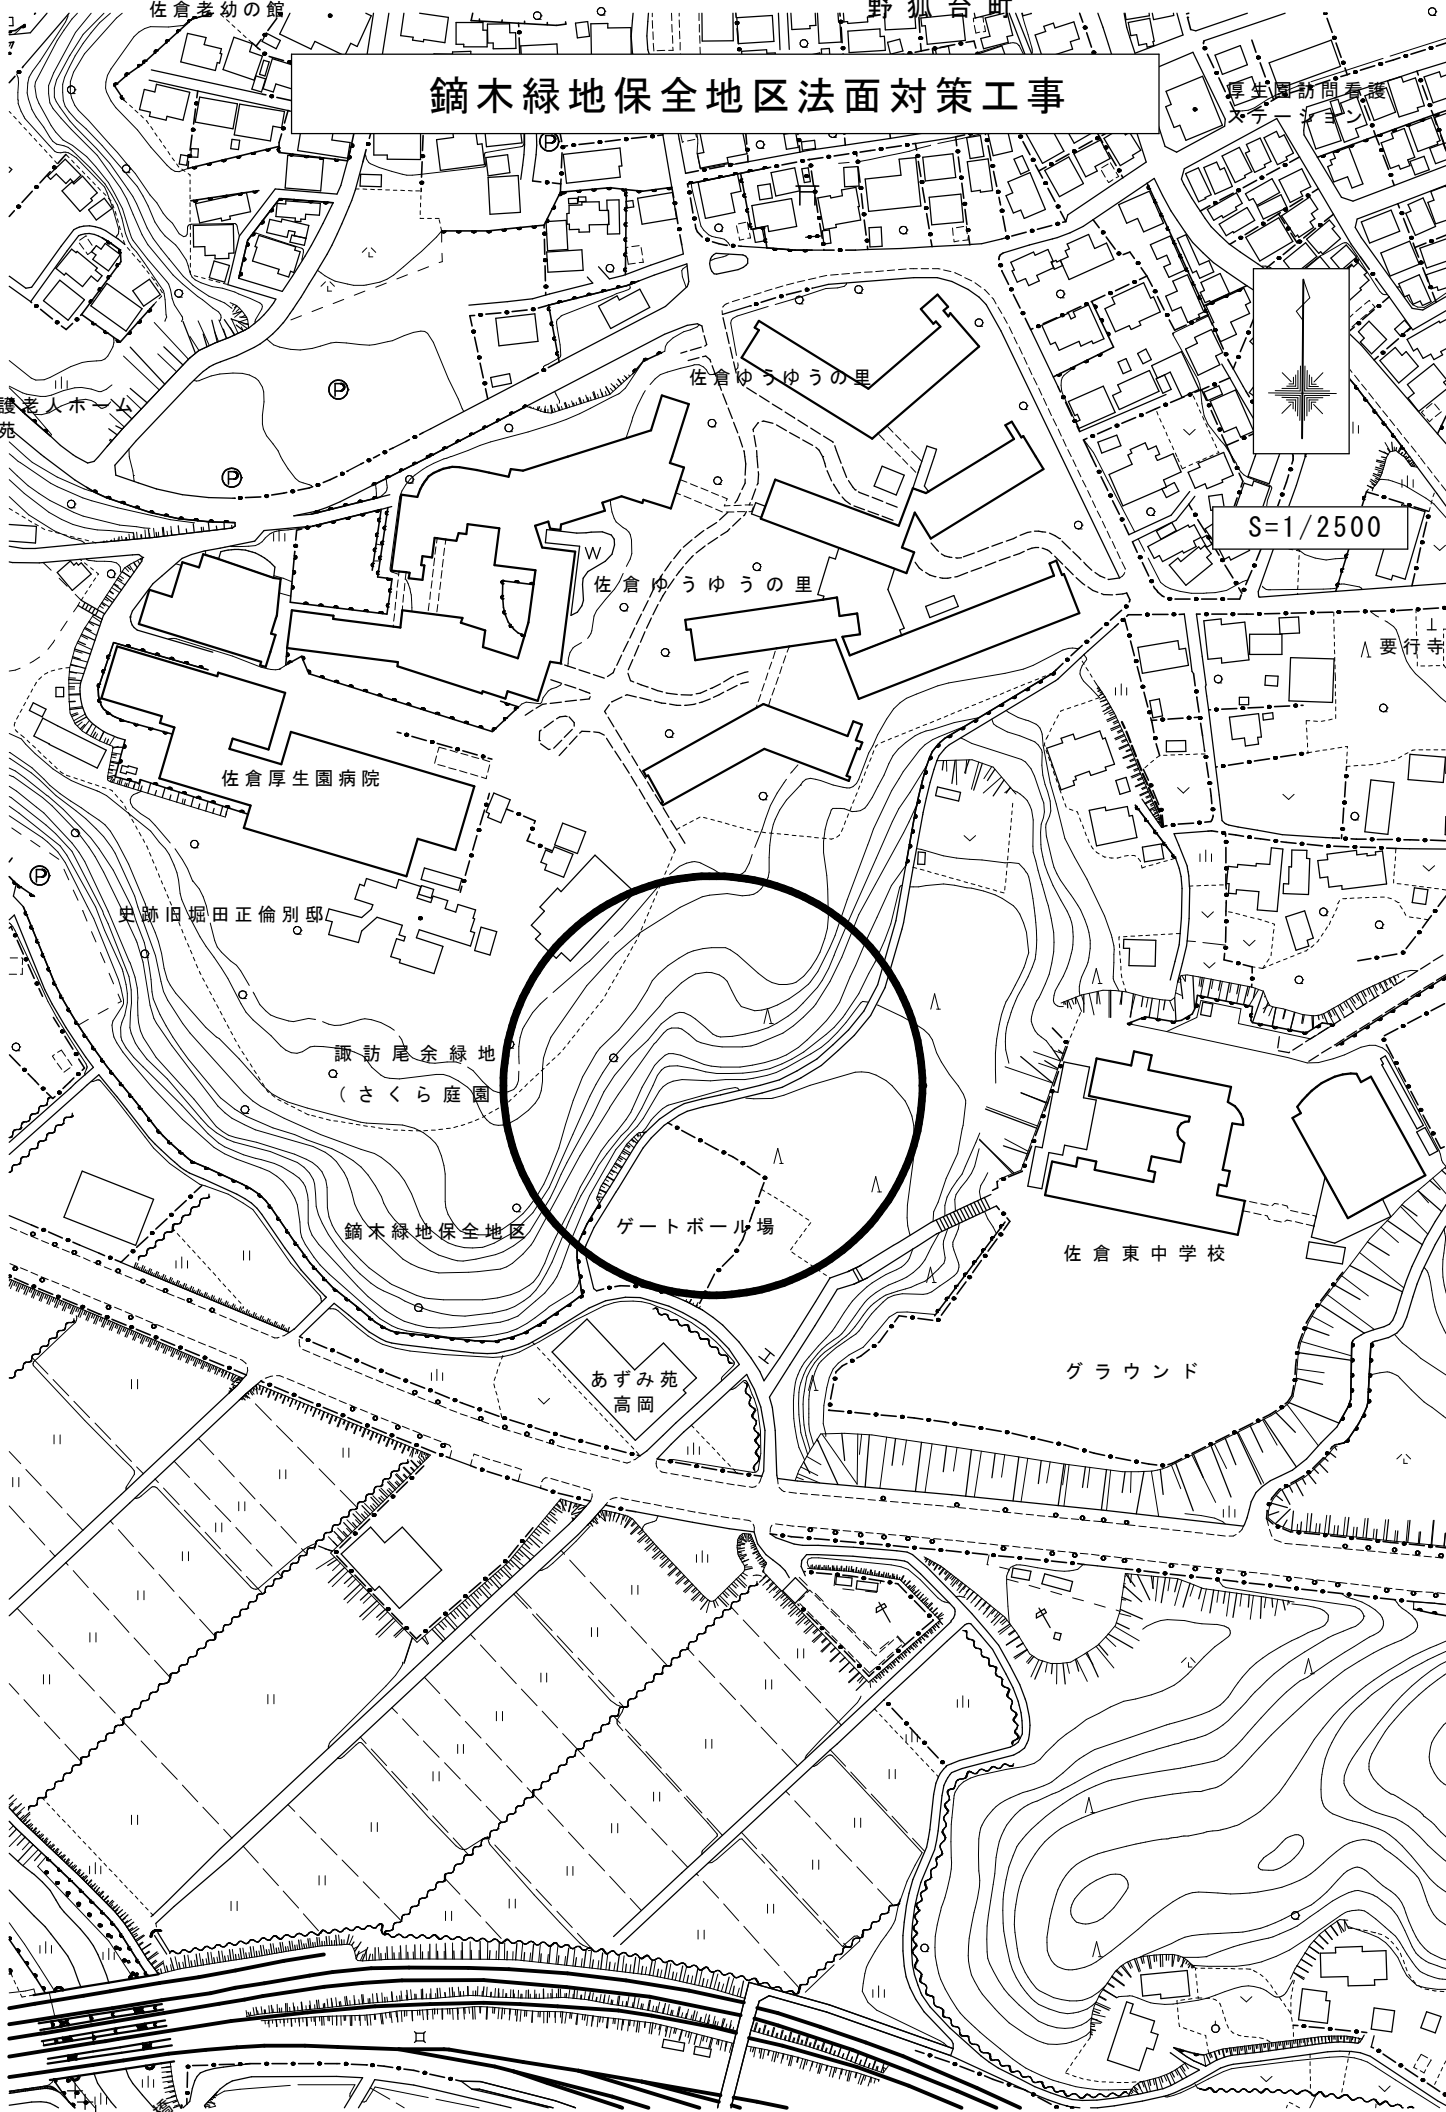 佐倉老幼の館
野狐台町
鏑木緑地保全地区法面対策工事
厚生園訪問看護
ステーション
P
佐倉ゆうゆうの里
P
護老人ホーム
苑
P
S=1/2500
W
佐倉ゆうゆうの里
要行寺
佐倉厚生園病院
P
史跡旧堀田正倫別邸
諏訪尾余緑地
(さくら庭園
鏑木緑地保全地区
ゲートボール場
佐倉東中学校
H
あずみ苑
高岡
グラウンド